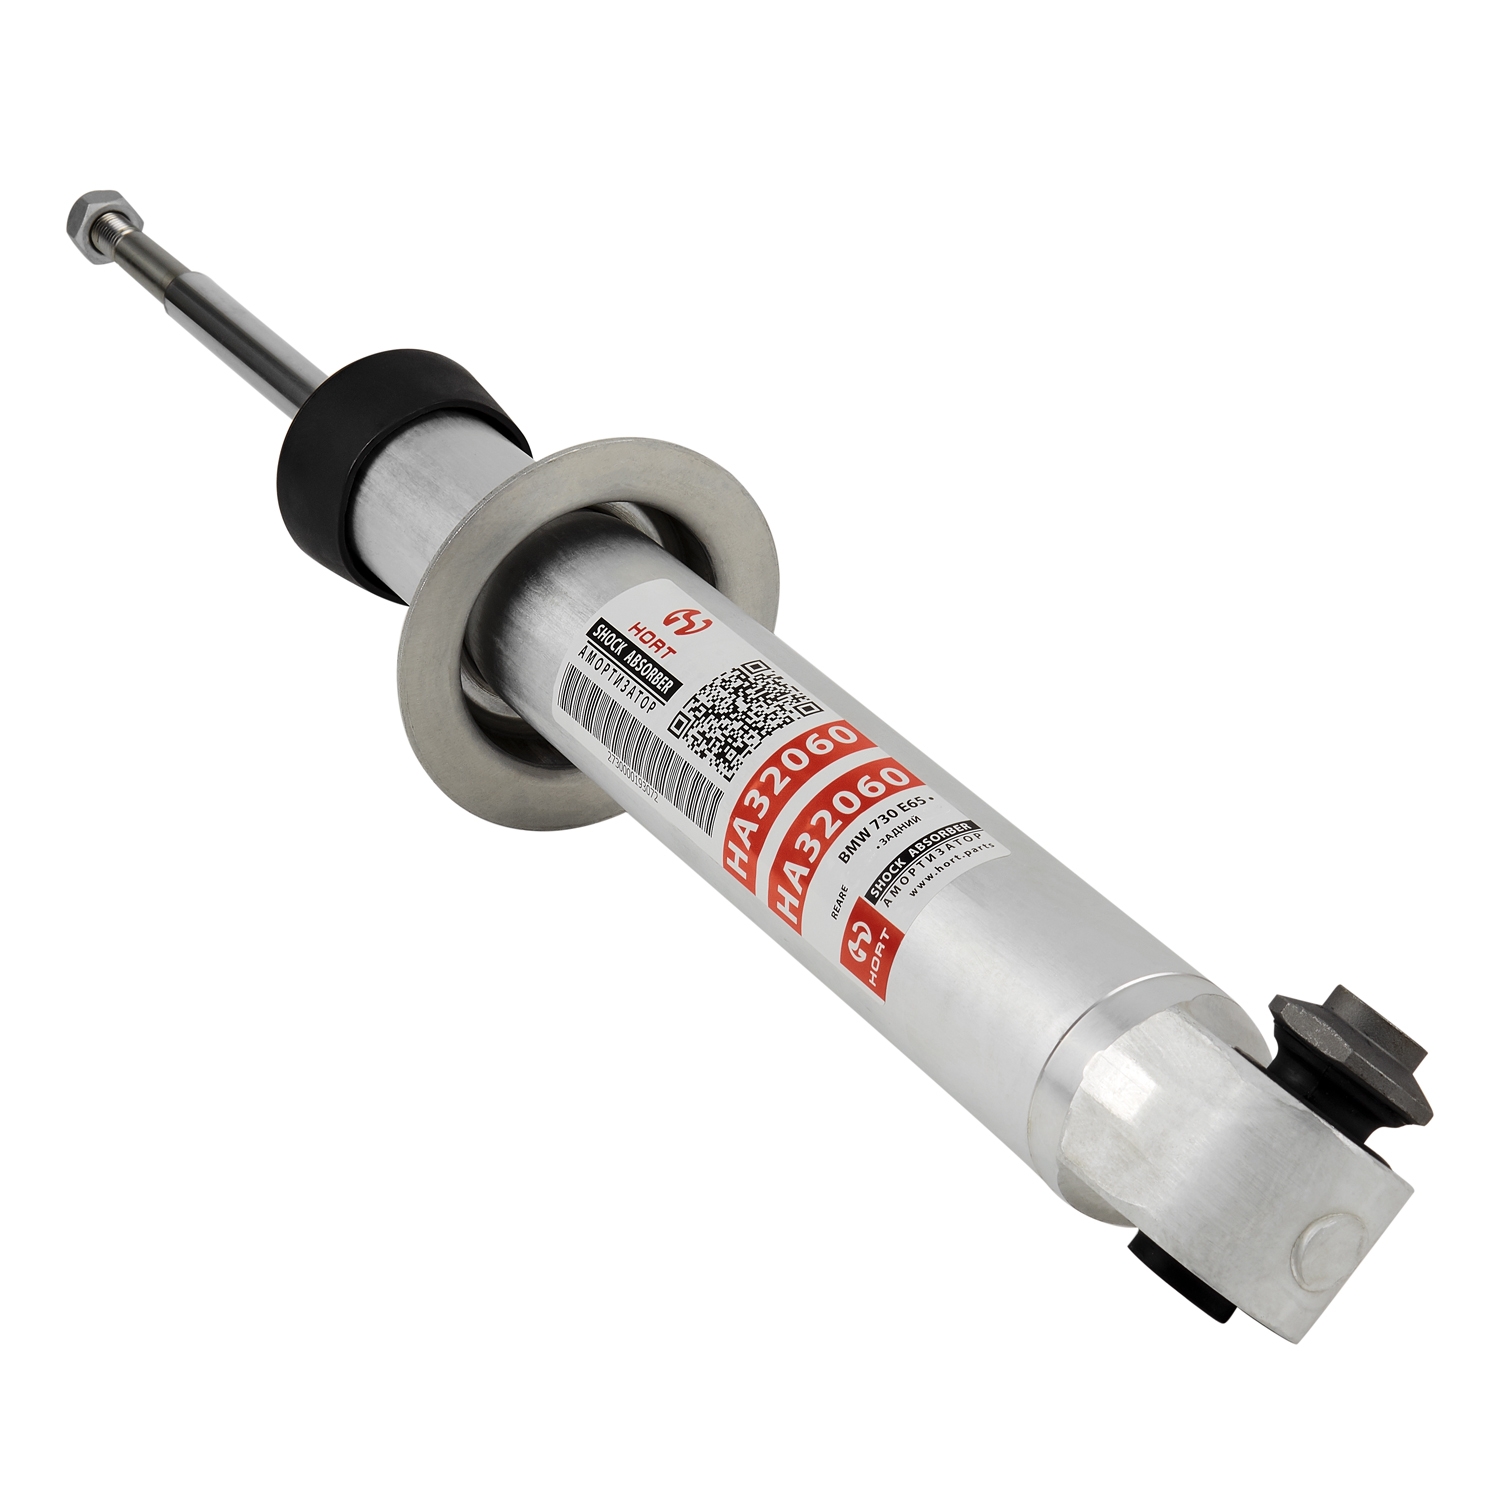 HORT
SHOCK ABSORBER
АМОРТИЗАТОР
2730000193072
HA32060
HA32060
BMW 730 E65 •
• ЗАДНИЙ
REARE
SHOCK ABSORBER
АМОРТИЗАТОР
www.hort.parts
HORT